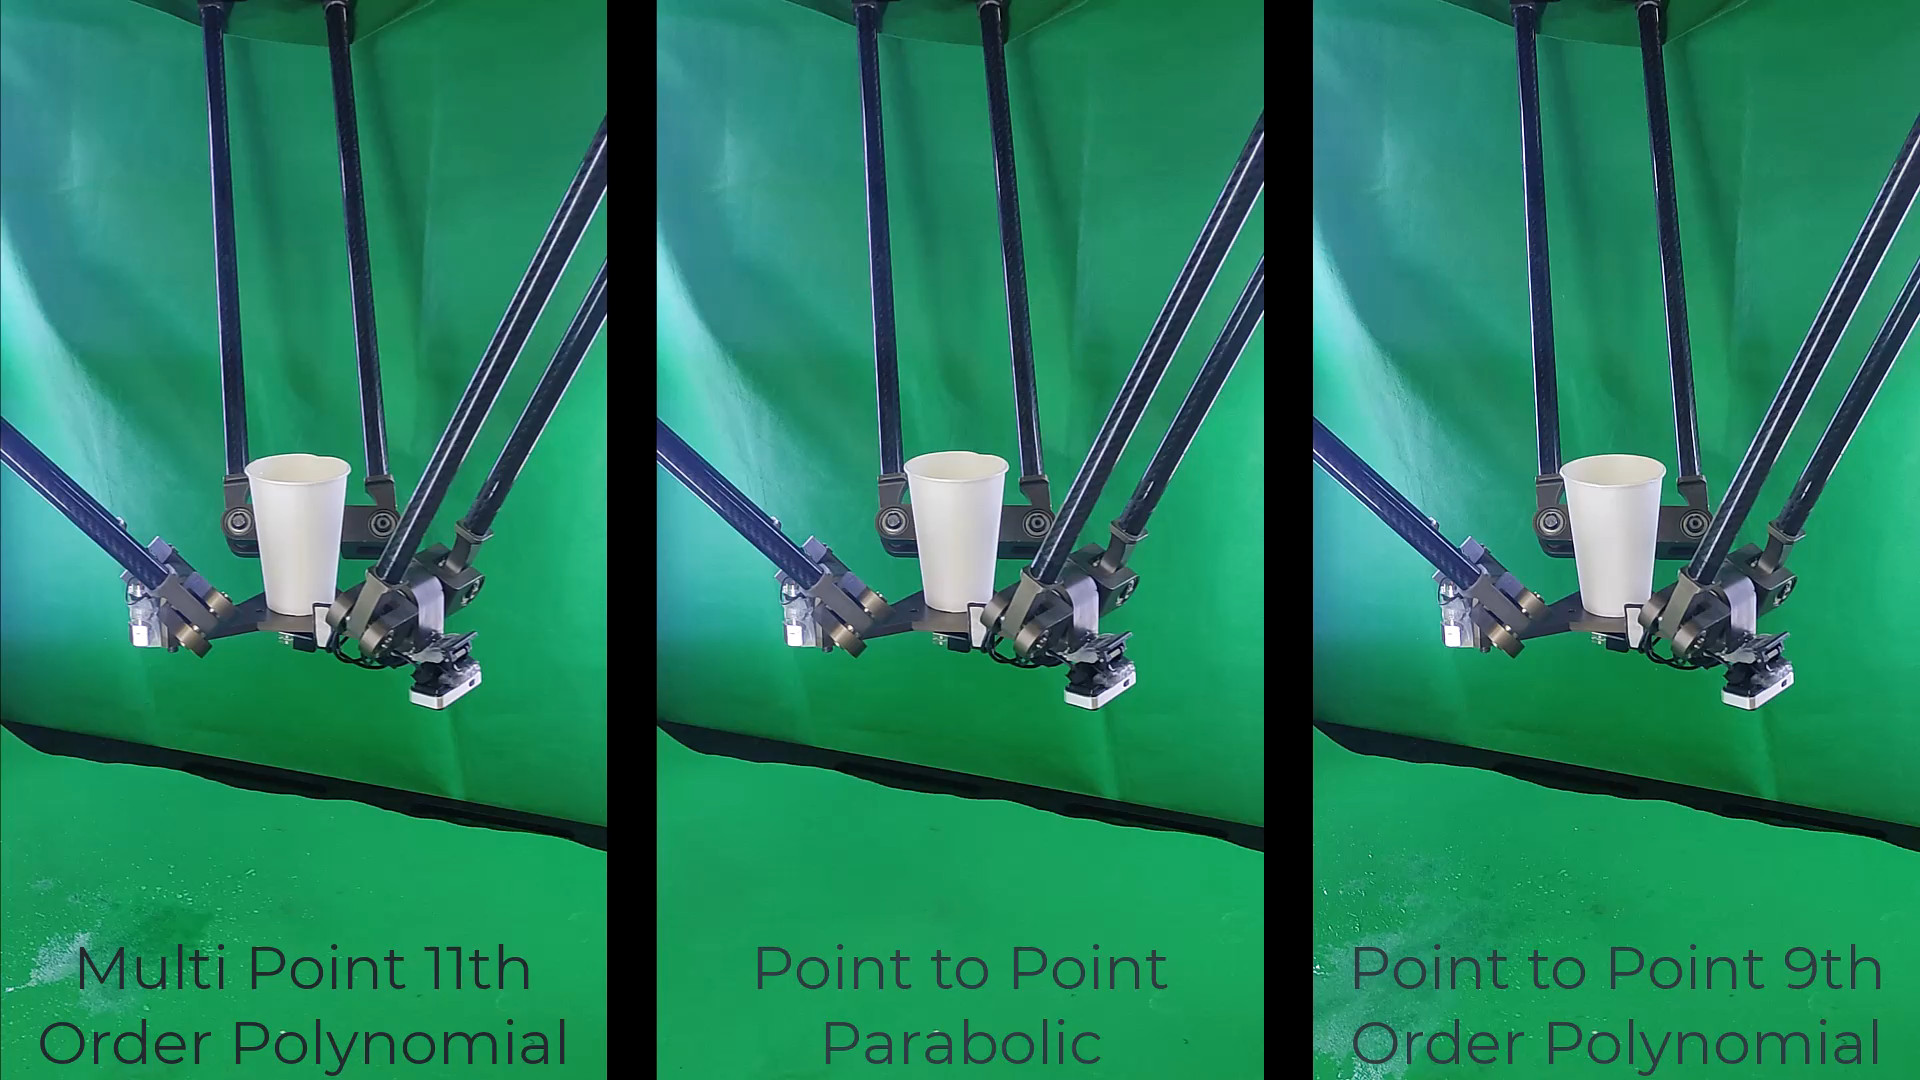 Multi Point 11th
Order Polynomial
Point to Point
Parabolic
Point to Point 9th
Order Polynomial